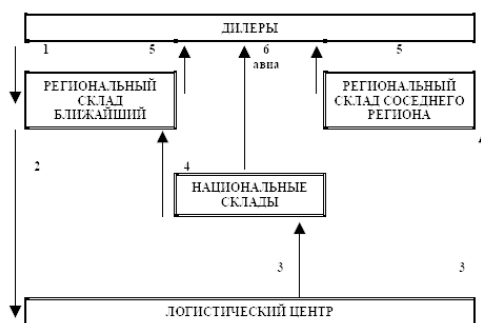 ДИЛЕРЫ
1 5 6 5
авиа
РЕГИОНАЛЬНЫЙ
СКЛАД
БЛИЖАЙШИЙ
РЕГИОНАЛЬНЫЙ
СКЛАД СОСЕДНЕГО
РЕГИОНА
2 4
НАЦИОНАЛЬНЫЕ
СКЛАДЫ
3 3
ЛОГИСТИЧЕСКИЙ ЦЕНТР